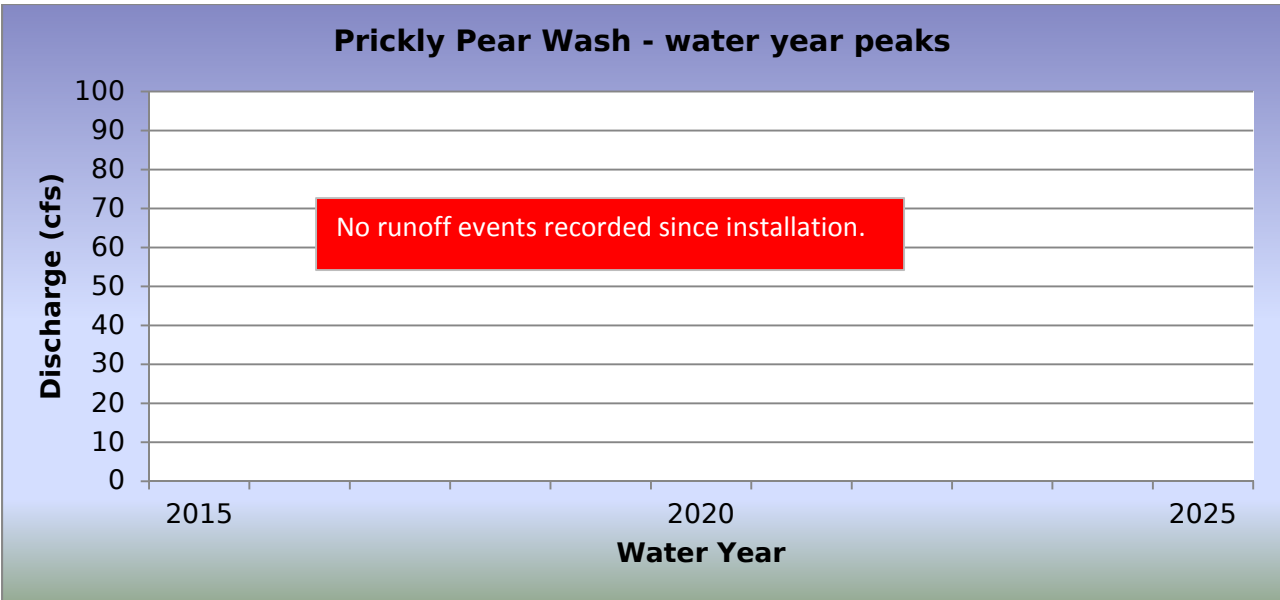 Prickly Pear Wash - water year peaks
100
90
80
70
60
50
40
30
20
10
0
Discharge (cfs)
No runoff events recorded since installation.
2015 2020 2025
Water Year